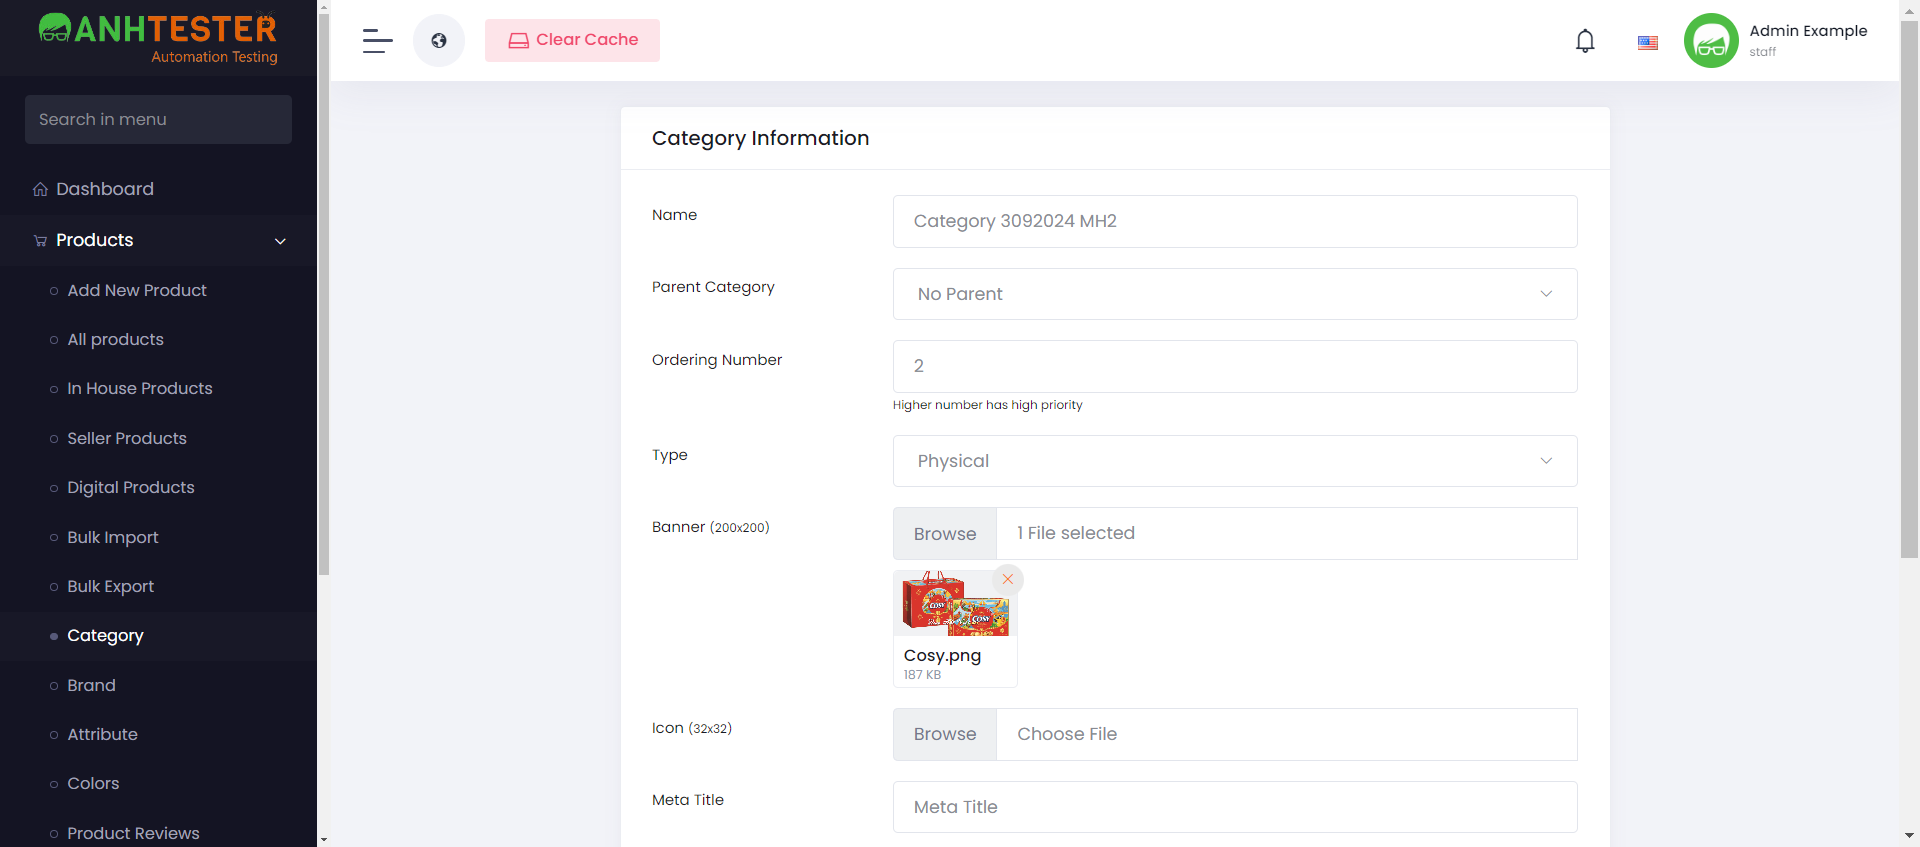 ANHTESTER
Automation Testing
Search in menu
Dashboard
Products
Add New Product
All products
In House Products
Seller Products
Digital Products
Bulk Import
Bulk Export
Category
Brand
Attribute
Colors
Product Reviews
Clear Cache
Admin Example
staff
Category Information
Name
Category 3092024 MH2
Parent Category
No Parent
Ordering Number
2
Higher number has high priority
Type
Physical
Banner (200x200)
Browse
1 File selected
Cosy
Cosy
Cosy.png
187 KB
Icon (32x32)
Browse
Choose File
Meta Title
Meta Title